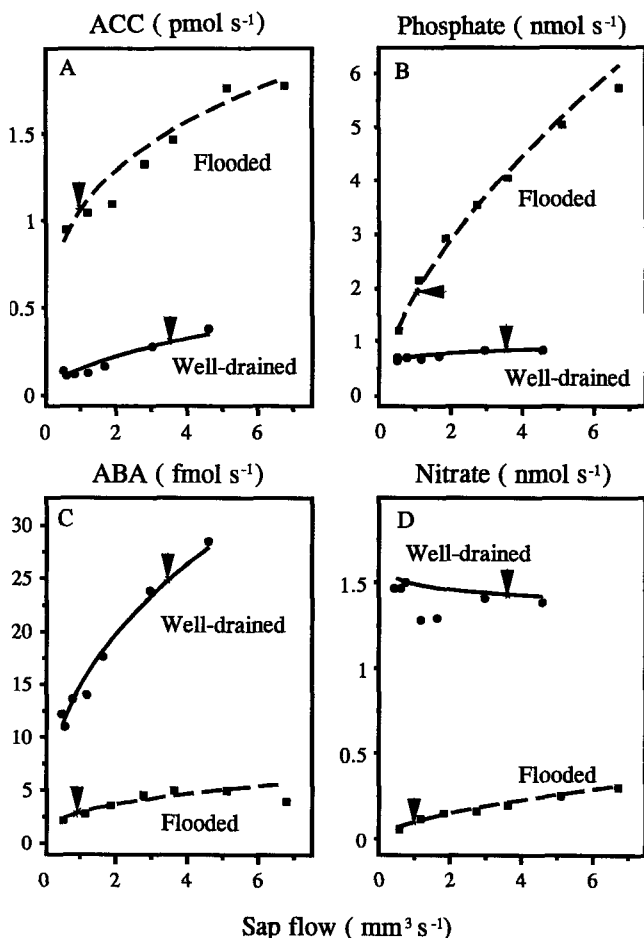 ACC ( pmol s⁻¹)
Phosphate ( nmol s⁻¹)
A
1.5
1
0.5
0
Flooded
Well-drained
0 2 4 6
B
6
5
4
3
2
1
0
Flooded
Well-drained
0 2 4 6
ABA ( fmol s⁻¹)
Nitrate ( nmol s⁻¹)
C
30
25
20
15
10
5
0
Well-drained
Flooded
0 2 4 6
D
Well-drained
1.5
1
0.5
0
Flooded
0 2 4 6
Sap flow ( mm³ s⁻¹)